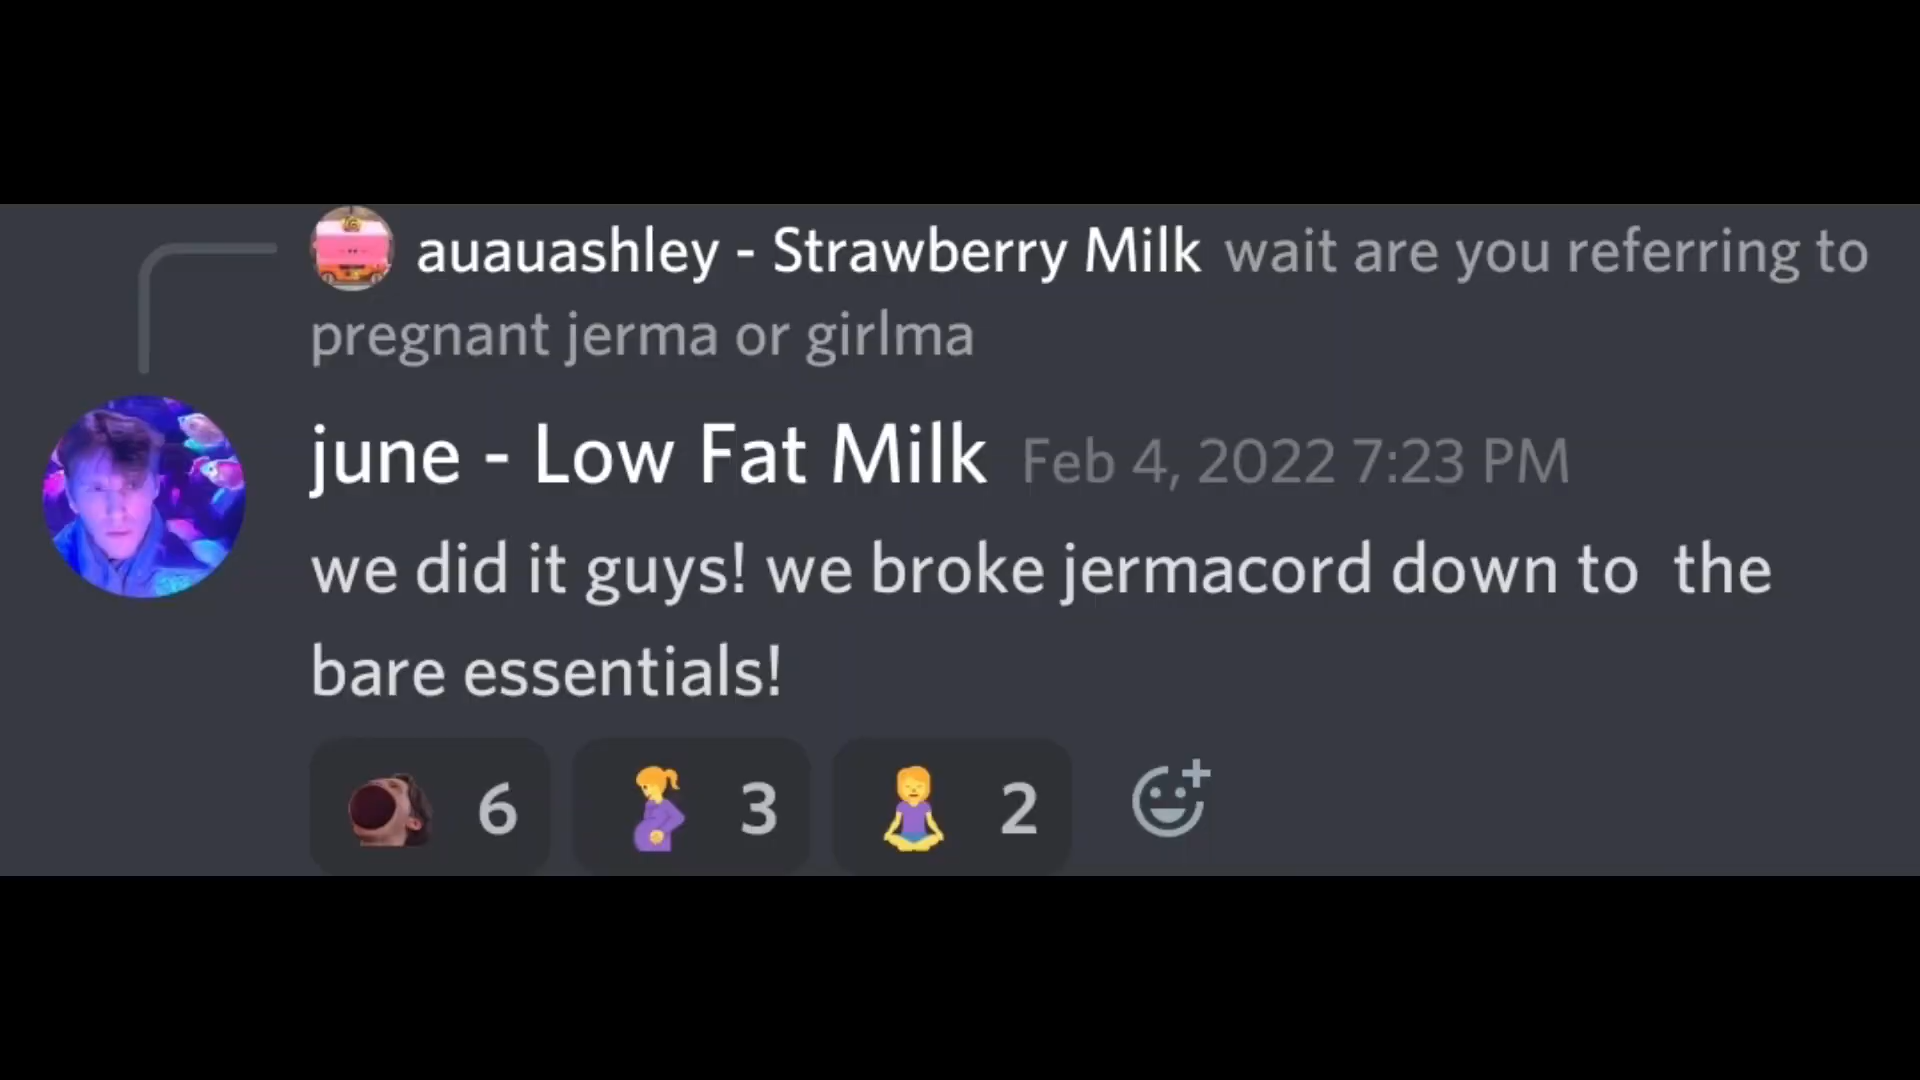 auauashley - Strawberry Milk wait are you referring to
pregnant jerma or girlma
june - Low Fat Milk Feb 4, 2022 7:23 PM
we did it guys! we broke jermacord down to  the
bare essentials!
6 3 2